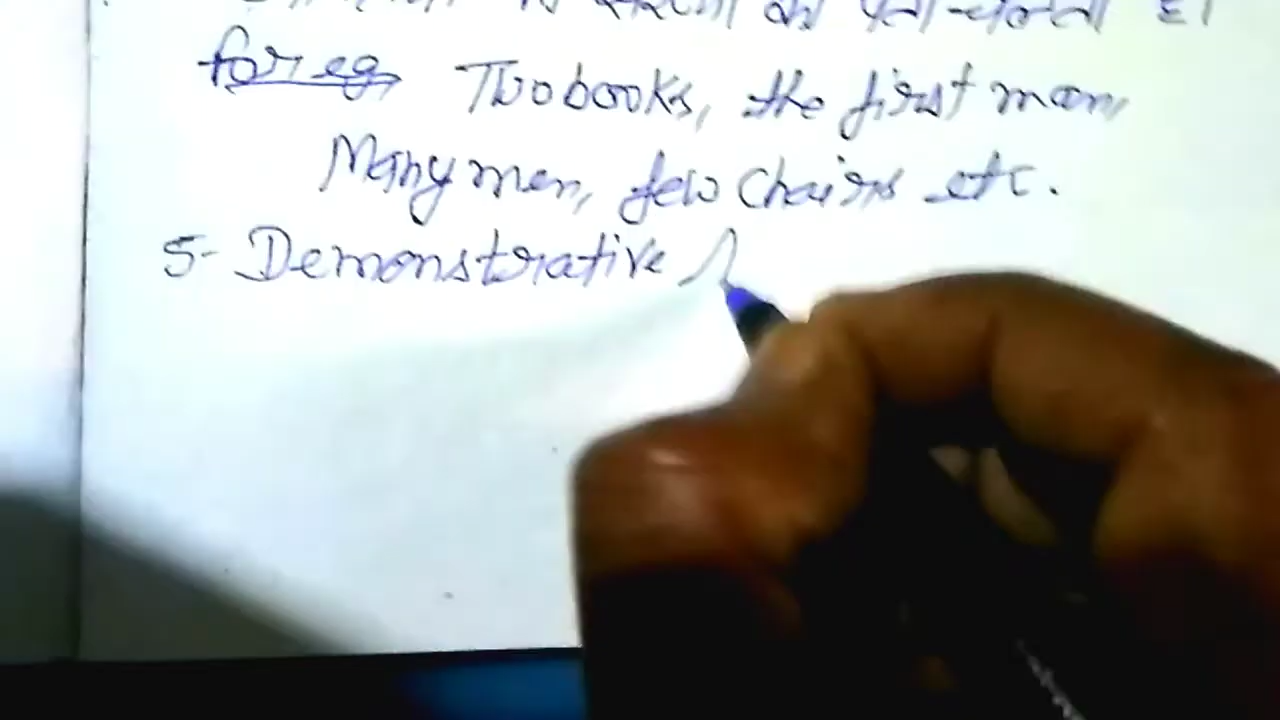 for eg, Two books, the first man,
Many men, few Chairs etc.
5- Demonstrative A